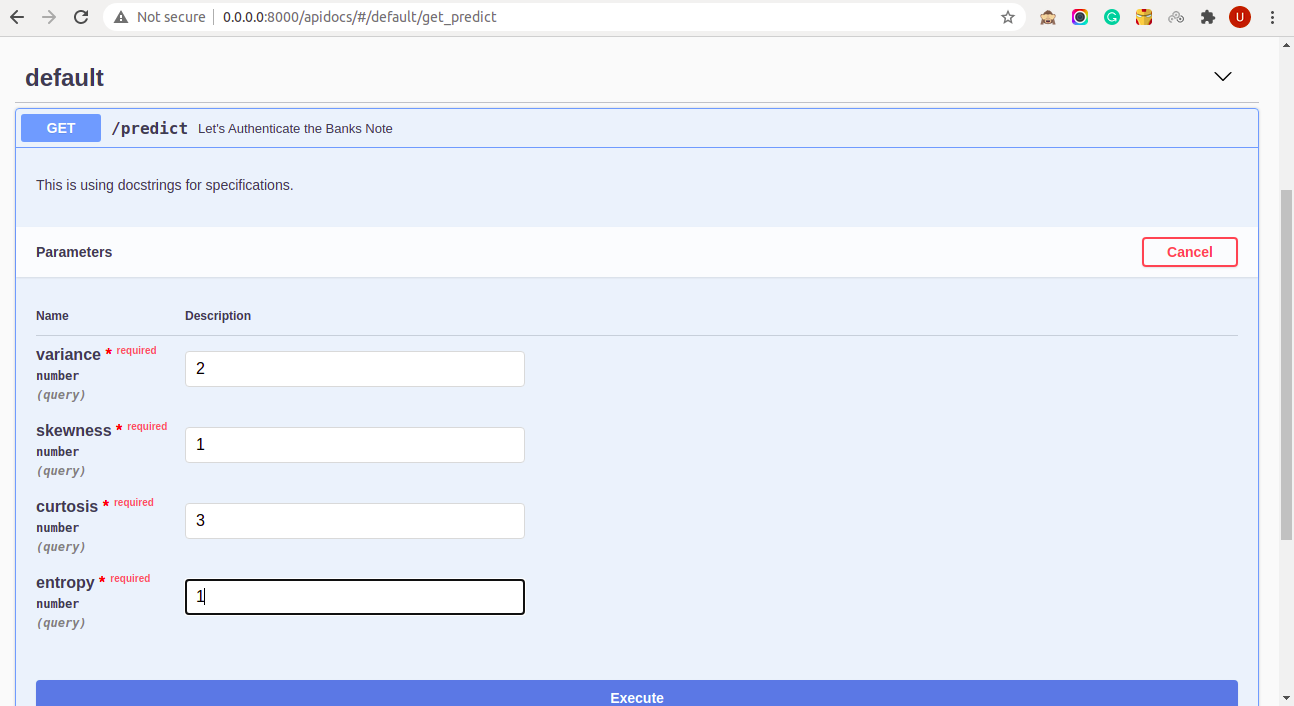 Not secure 0.0.0.0:8000/apidocs/#/default/get_predict U
default
GET /predict Let's Authenticate the Banks Note
This is using docstrings for specifications.
Parameters Cancel
Name Description
variance * required
number
(query)
2
skewness * required
number
(query)
1
curtosis * required
number
(query)
3
entropy * required
number
(query)
1
Execute